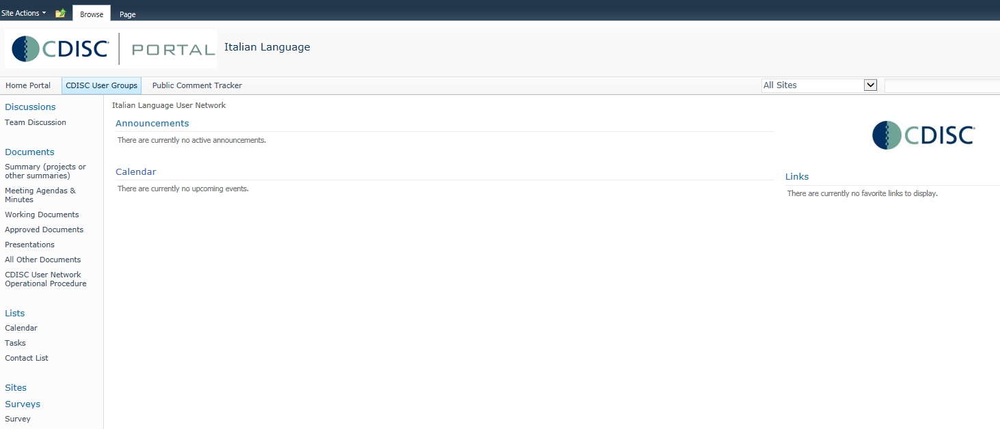 Site Actions
Browse
Page
CDISC PORTAL
Italian Language
Home Portal
CDISC User Groups
Public Comment Tracker
All Sites
Discussions
Team Discussion
Documents
Summary (projects or
other summaries)
Meeting Agendas &
Minutes
Working Documents
Approved Documents
Presentations
All Other Documents
CDISC User Network
Operational Procedure
Lists
Calendar
Tasks
Contact List
Sites
Surveys
Survey
Italian Language User Network
Announcements
There are currently no active announcements.
Calendar
There are currently no upcoming events.
CDISC
Links
There are currently no favorite links to display.